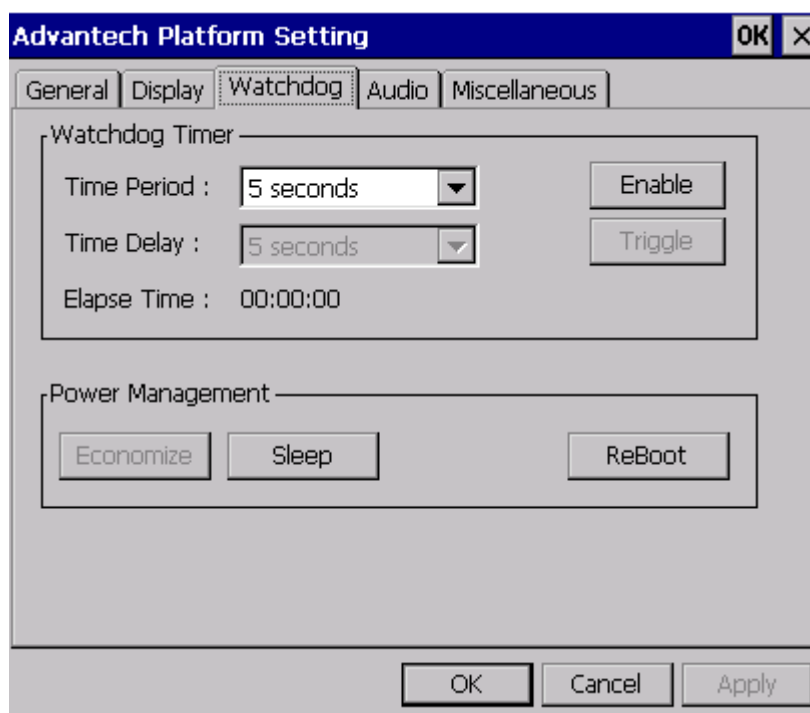 Advantech Platform Setting OK ×
General Display Watchdog Audio Miscellaneous
Watchdog Timer
Time Period : 5 seconds Enable
Time Delay : 5 seconds Triggle
Elapse Time : 00:00:00
Power Management
Economize Sleep ReBoot
OK Cancel Apply